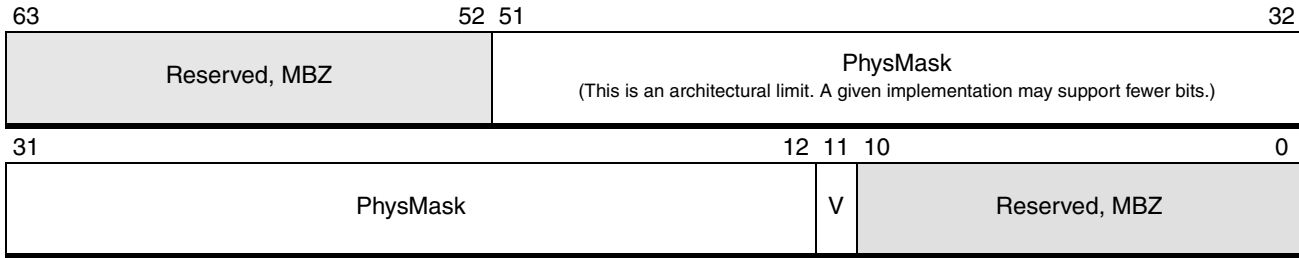 63 52 51 32
Reserved, MBZ
PhysMask
(This is an architectural limit. A given implementation may support fewer bits.)
31 12 11 10 0
PhysMask V Reserved, MBZ